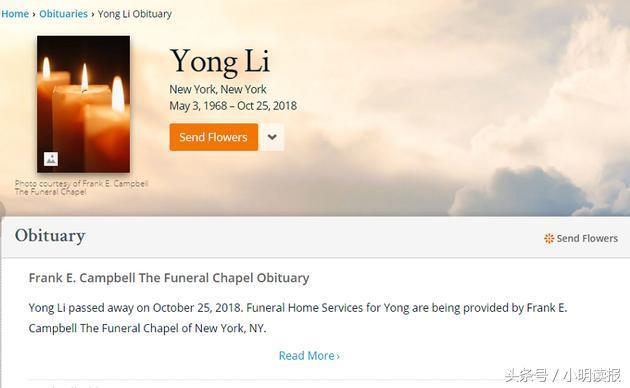 Home › Obituaries › Yong Li Obituary
Yong Li
New York, New York
May 3, 1968 – Oct 25, 2018
Send Flowers
Photo courtesy of Frank E. Campbell
The Funeral Chapel
Obituary
Send Flowers
Frank E. Campbell The Funeral Chapel Obituary
Yong Li passed away on October 25, 2018. Funeral Home Services for Yong are being provided by Frank E.
Campbell The Funeral Chapel of New York, NY.
Read More ›
头条号 / 小明读报